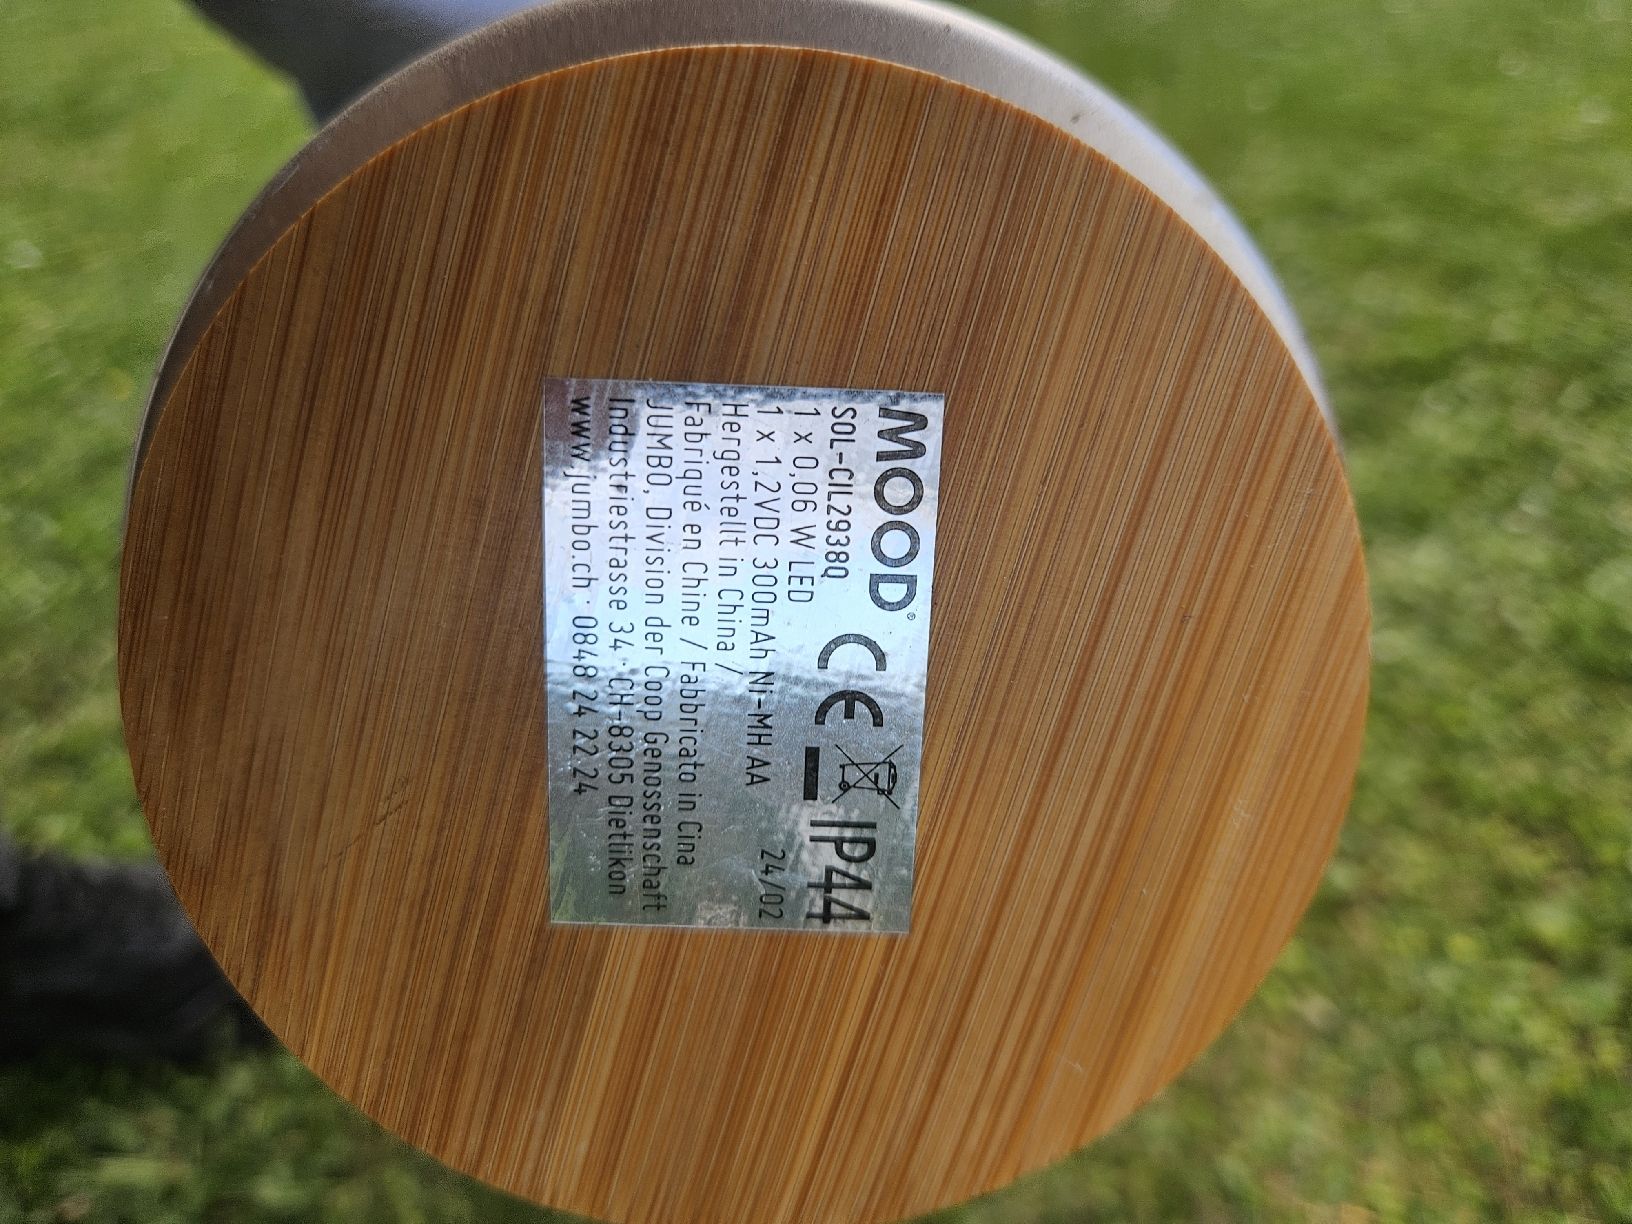 MOOD®
SOL-CIL2938Q
1 x 0,06 W LED
1 x 1,2VDC 300mAh Ni-MH AA
CE
IP44
24/02
Hergestellt in China /
Fabriqué en Chine / Fabbricato in Cina
JUMBO, Division der Coop Genossenschaft
Industriestrasse 34 · CH-8305 Dietlikon
www.jumbo.ch · 0848 24 22 24